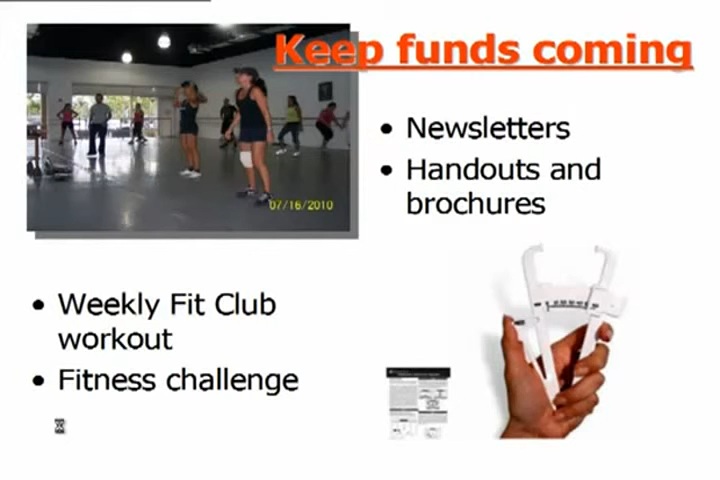 Keep funds coming
07/16/2010
• Newsletters
• Handouts and
brochures
• Weekly Fit Club
workout
• Fitness challenge